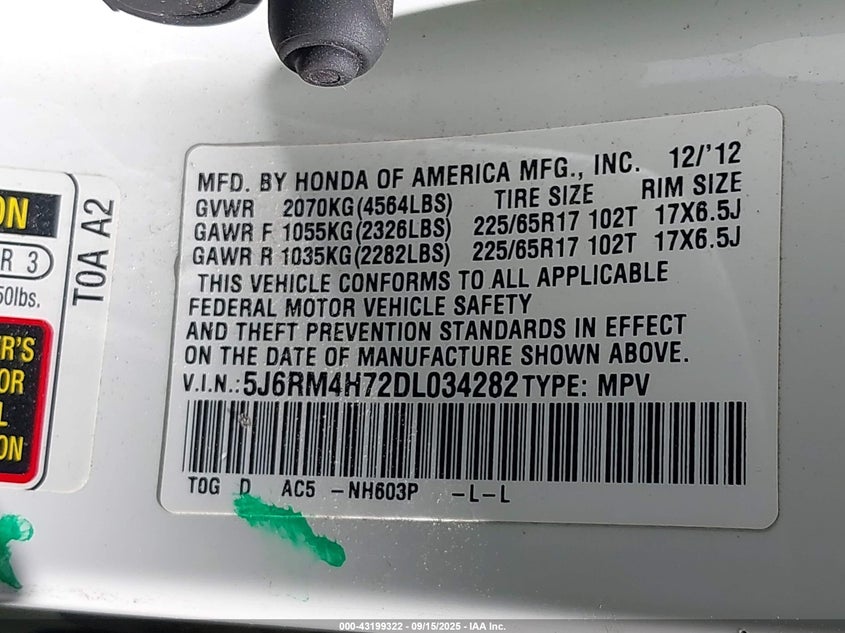 MFD. BY HONDA OF AMERICA MFG., INC. 12/'12
GVWR 2070KG(4564LBS) TIRE SIZE RIM SIZE
GAWR F 1055KG(2326LBS) 225/65R17 102T 17X6.5J
GAWR R 1035KG(2282LBS) 225/65R17 102T 17X6.5J
THIS VEHICLE CONFORMS TO ALL APPLICABLE
FEDERAL MOTOR VEHICLE SAFETY
AND THEFT PREVENTION STANDARDS IN EFFECT
ON THE DATE OF MANUFACTURE SHOWN ABOVE.
V.I.N.: 5J6RM4H72DL034282 TYPE: MPV
TOG D AC5 -NH603P -L-L
TOA A2
ON
R 3
50lbs.
R'S
OR
L
ON
000-43199322 - 09/15/2025 - IAA Inc.